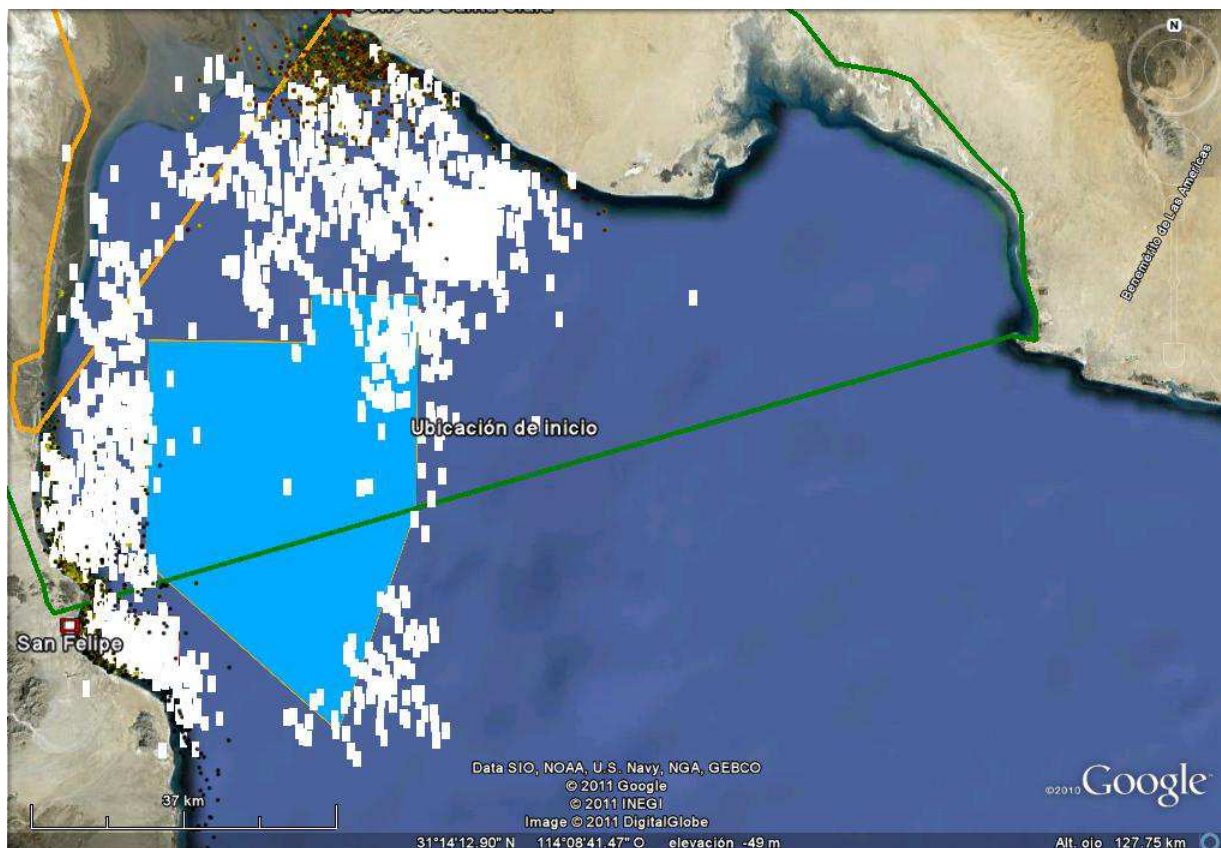 N
Benemérito de Las Americas
Ubicación de inicio
San Felipe
Data SIO, NOAA, U.S. Navy, NGA, GEBCO
© 2011 Google
© 2011 INEGI
Image © 2011 DigitalGlobe
©2010 Google
37 km
31°14'12.90" N 114°08'41.47" O elevación -49 m
Alt. ojo 127.75 km